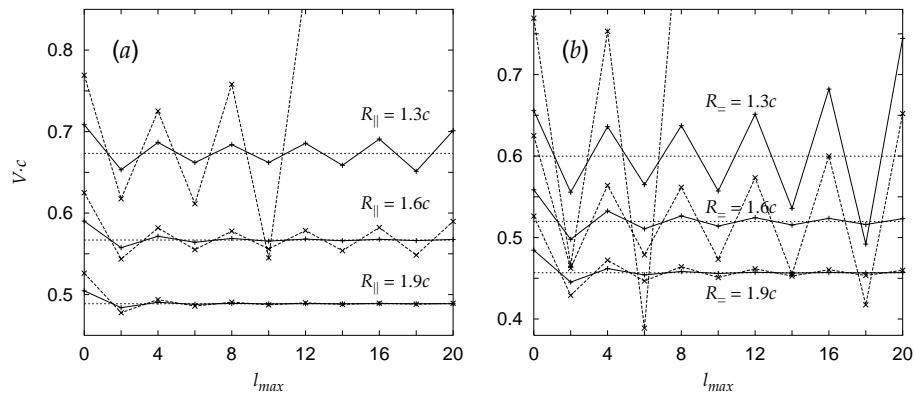 (a)
0.8
0.7
0.6
0.5
V·c
R|| = 1.3c
R|| = 1.6c
R|| = 1.9c
0 4 8 12 16 20
l_max
(b)
0.7
0.6
0.5
0.4
R= = 1.3c
R= = 1.6c
R= = 1.9c
0 4 8 12 16 20
l_max